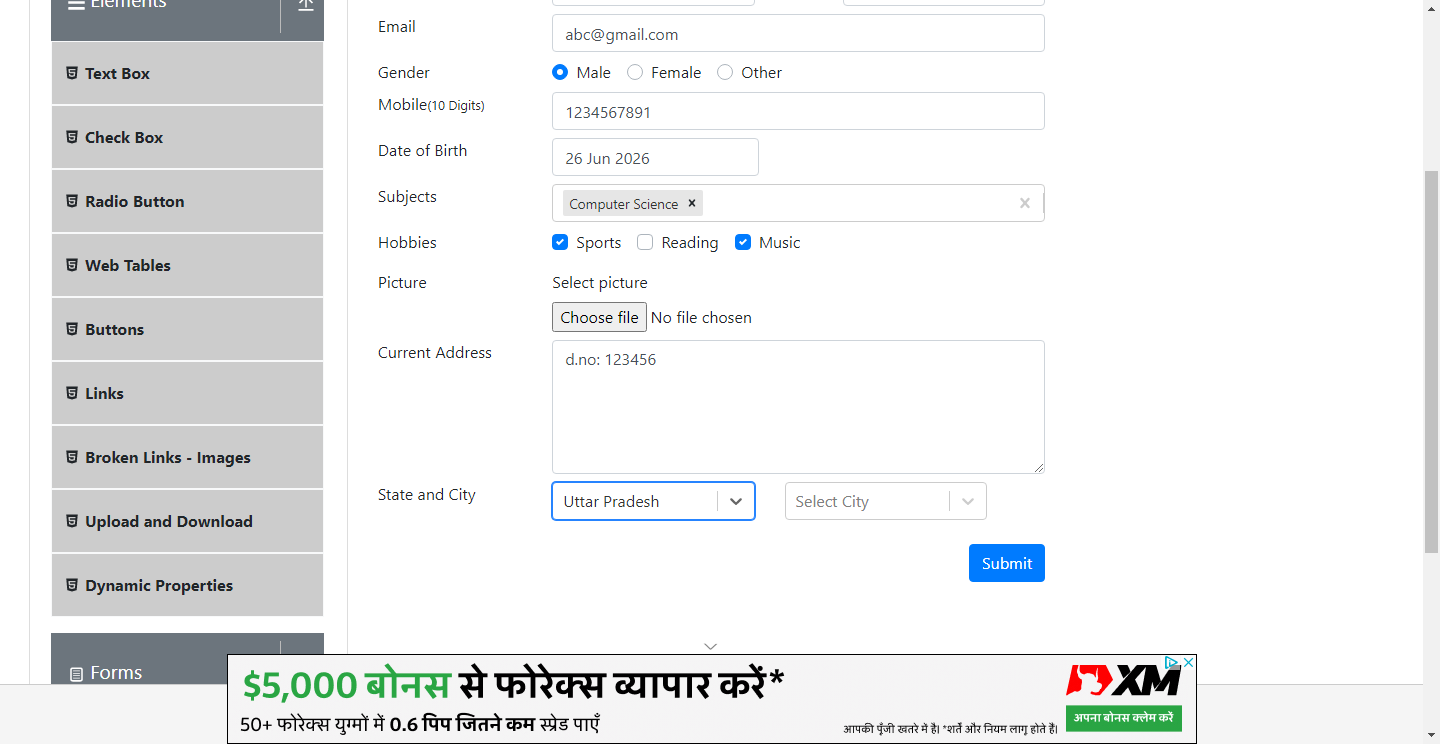 Elements
Text Box
Check Box
Radio Button
Web Tables
Buttons
Links
Broken Links - Images
Upload and Download
Dynamic Properties
Forms
Email
abc@gmail.com
Gender
Male Female Other
Mobile(10 Digits)
1234567891
Date of Birth
26 Jun 2026
Subjects
Computer Science ×
Hobbies
Sports Reading Music
Picture
Select picture
Choose file No file chosen
Current Address
d.no: 123456
State and City
Uttar Pradesh
Select City
Submit
$5,000 बोनस से फोरेक्स व्यापार करें*
50+ फोरेक्स युग्मों में 0.6 पिप जितने कम स्प्रेड पाएँ
आपकी पूँजी खतरे में है। *शर्तें और नियम लागू होते हैं।
XM
अपना बोनस क्लेम करें